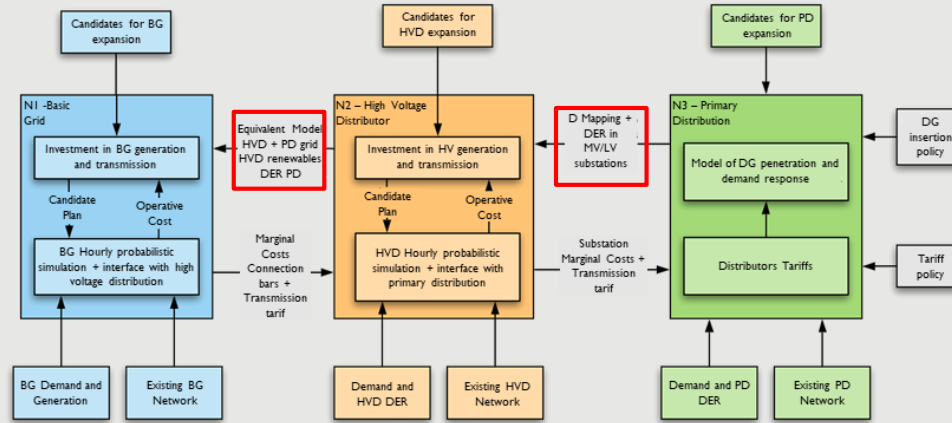 Candidates for BG
expansion
Candidates for
HVD expansion
Candidates for PD
expansion
N1 -Basic
Grid
Investment in BG generation
and transmission
Candidate
Plan
Operative
Cost
BG Hourly probabilistic
simulation + interface with high
voltage distribution
Equivalent Model
HVD + PD grid
HVD renewables
DER PD
Marginal
Costs
Connection
bars +
Transmission
tarif
N2 – High Voltage
Distributor
Investment in HV generation
and transmission
Candidate
Plan
Operative
Cost
HVD Hourly probabilistic
simulation + interface with
primary distribution
D Mapping +
DER in
MV/LV
substations
Substation
Marginal Costs +
Transmission
tarif
N3 – Primary
Distribution
Model of DG penetration and
demand response
Distributors Tariffs
DG
insertion
policy
Tariff
policy
BG Demand and
Generation
Existing BG
Network
Demand and
HVD DER
Existing HVD
Network
Demand and PD
DER
Existing PD
Network